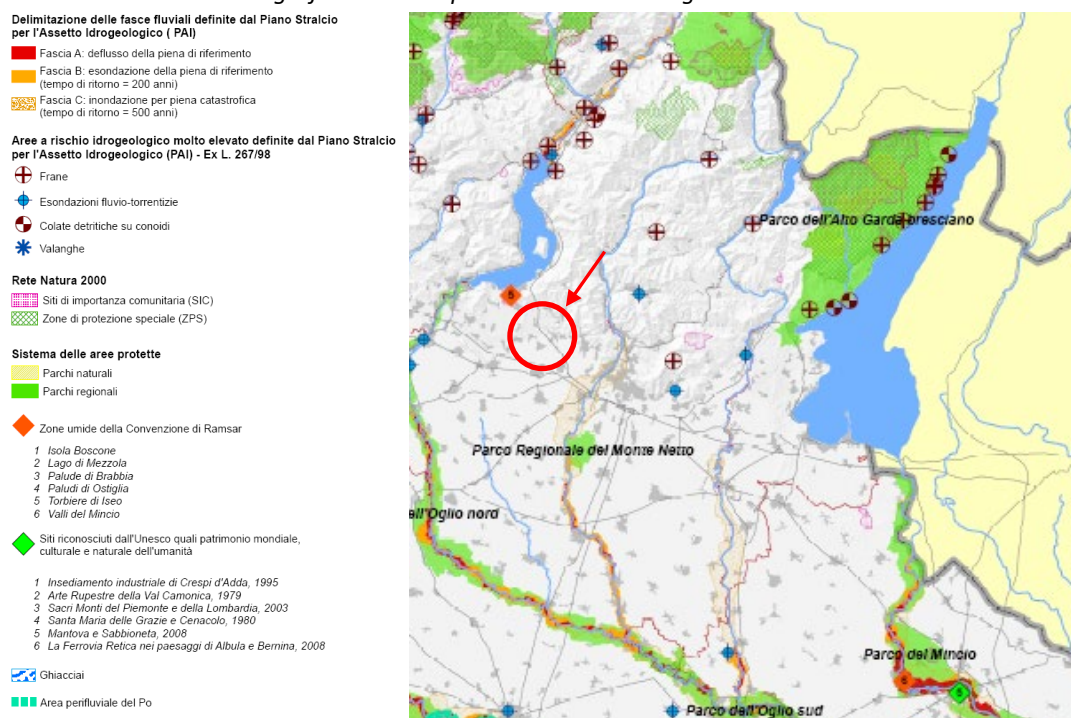 Delimitazione delle fasce fluviali definite dal Piano Stralcio
per l'Assetto Idrogeologico ( PAI)
Fascia A: deflusso della piena di riferimento
Fascia B: esondazione della piena di riferimento
(tempo di ritorno = 200 anni)
Fascia C: inondazione per piena catastrofica
(tempo di ritorno = 500 anni)
Aree a rischio idrogeologico molto elevato definite dal Piano Stralcio
per l'Assetto Idrogeologico (PAI) - Ex L. 267/98
Frane
Esondazioni fluvio-torrentizie
Colate detritiche su conoidi
Valanghe
Rete Natura 2000
Siti di importanza comunitaria (SIC)
Zone di protezione speciale (ZPS)
Sistema delle aree protette
Parchi naturali
Parchi regionali
Zone umide della Convenzione di Ramsar
1 Isola Boscone
2 Lago di Mezzola
3 Palude di Brabbia
4 Paludi di Ostiglia
5 Torbiere di Iseo
6 Valli del Mincio
Siti riconosciuti dall'Unesco quali patrimonio mondiale,
culturale e naturale dell'umanità
1 Insediamento industriale di Crespi d'Adda, 1995
2 Arte Rupestre della Val Camonica, 1979
3 Sacri Monti del Piemonte e della Lombardia, 2003
4 Santa Maria delle Grazie e Cenacolo, 1980
5 Mantova e Sabbioneta, 2008
6 La Ferrovia Retica nei paesaggi di Albula e Bernina, 2008
Ghiacciai
Area perifluviale del Po
Parco dell'Alto Garda bresciano
5
Parco Regionale del Monte Netto
ell'Oglio nord
Parco del Mincio
6
5
Parco dell'Oglio sud